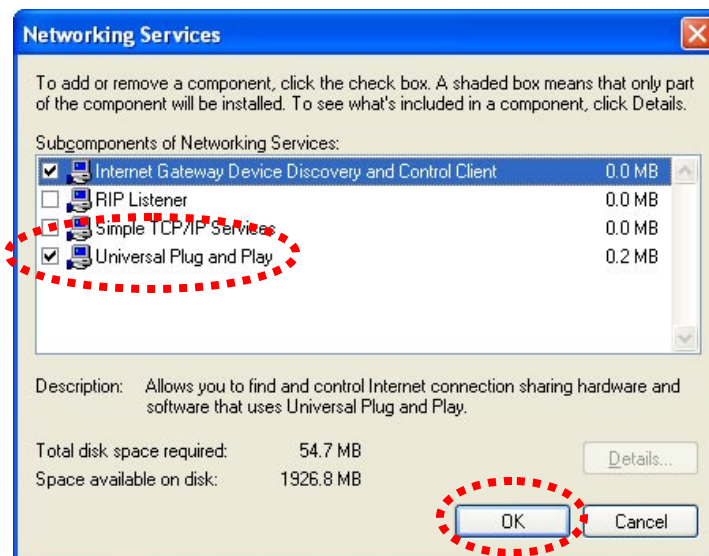 Networking Services
To add or remove a component, click the check box. A shaded box means that only part
of the component will be installed. To see what's included in a component, click Details.
Subcomponents of Networking Services:
Internet Gateway Device Discovery and Control Client 0.0 MB
RIP Listener 0.0 MB
Simple TCP/IP Services 0.0 MB
Universal Plug and Play 0.2 MB
Description: Allows you to find and control Internet connection sharing hardware and
software that uses Universal Plug and Play.
Total disk space required: 54.7 MB
Details...
Space available on disk: 1926.8 MB
OK Cancel